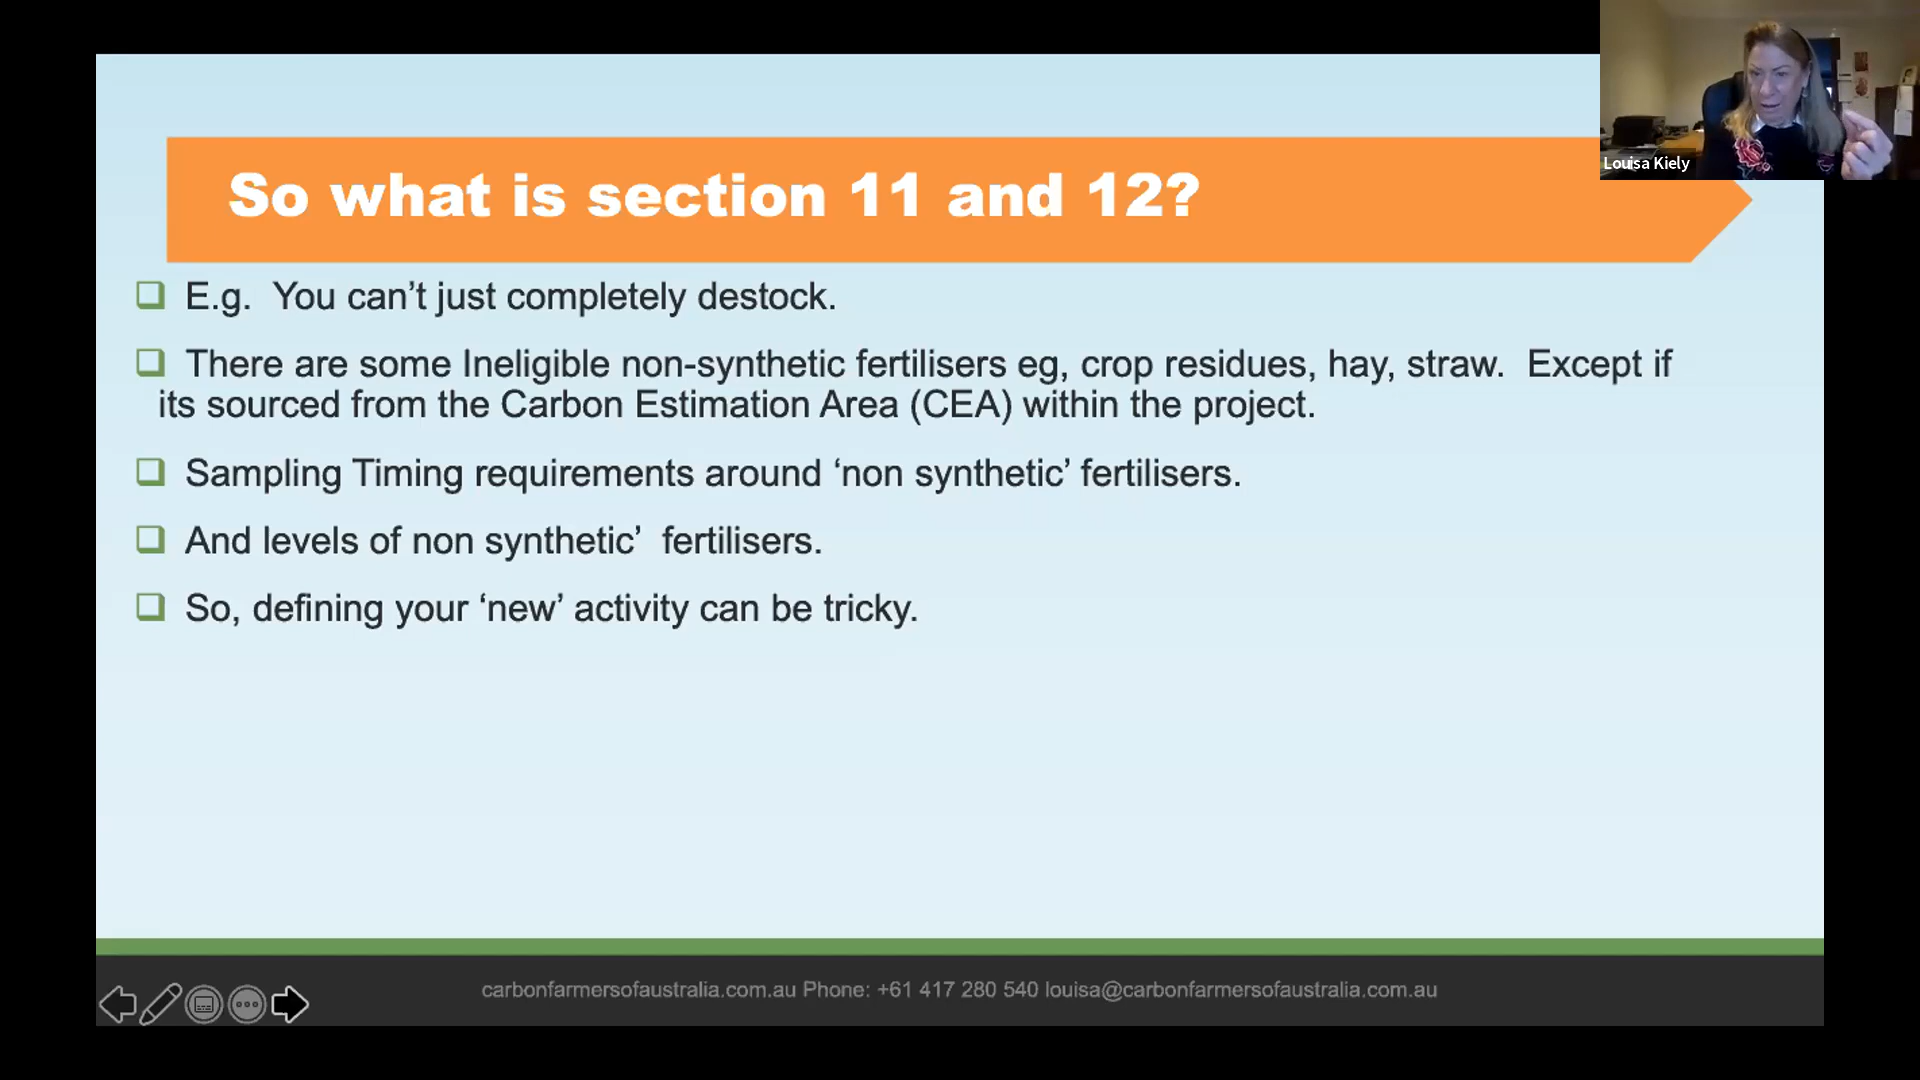 Louisa Kiely
So what is section 11 and 12?
E.g.  You can’t just completely destock.
There are some Ineligible non-synthetic fertilisers eg, crop residues, hay, straw.  Except if
its sourced from the Carbon Estimation Area (CEA) within the project.
Sampling Timing requirements around ‘non synthetic’ fertilisers.
And levels of non synthetic’  fertilisers.
So, defining your ‘new’ activity can be tricky.
carbonfarmersofaustralia.com.au Phone: +61 417 280 540 louisa@carbonfarmersofaustralia.com.au